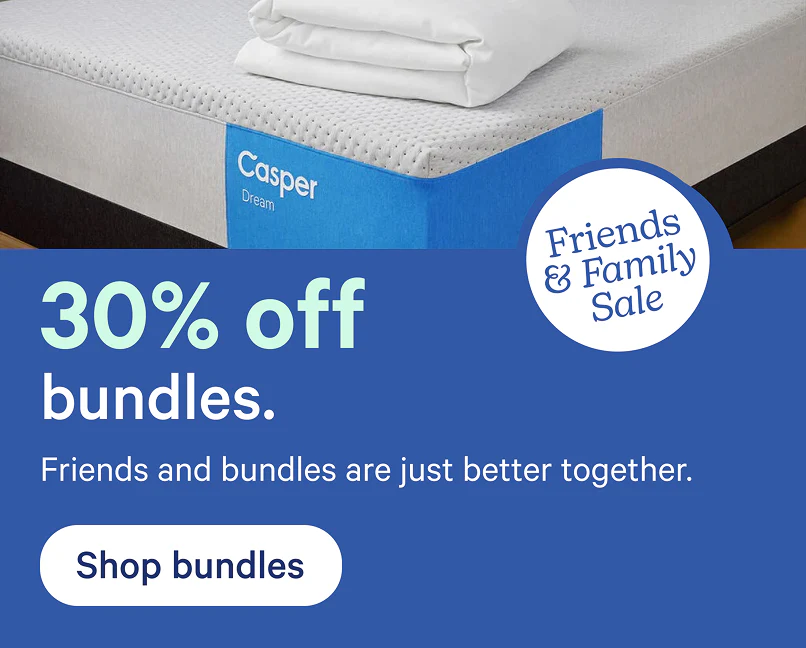 Casper
Dream
Friends
& Family
Sale
30% off
bundles.
Friends and bundles are just better together.
Shop bundles